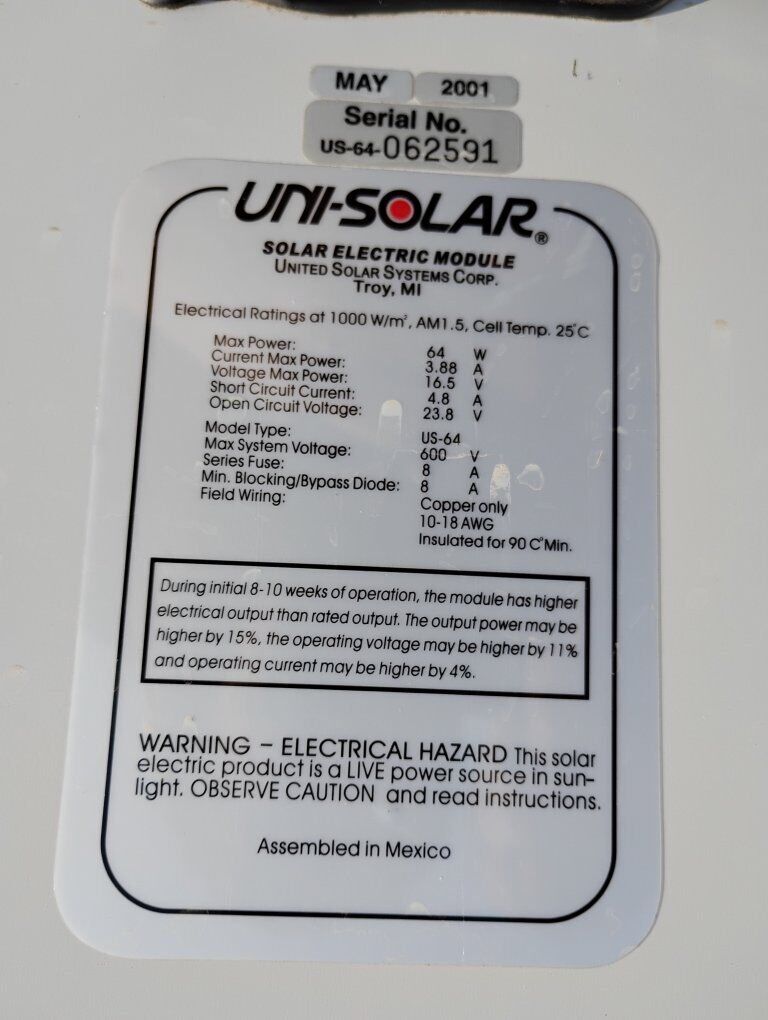 MAY 2001
Serial No.
US-64-062591
UNI-SOLAR®
SOLAR ELECTRIC MODULE
UNITED SOLAR SYSTEMS CORP.
Troy, MI
Electrical Ratings at 1000 W/m², AM1.5, Cell Temp. 25°C
Max Power: 64 W
Current Max Power: 3.88 A
Voltage Max Power: 16.5 V
Short Circuit Current: 4.8 A
Open Circuit Voltage: 23.8 V
Model Type: US-64
Max System Voltage: 600 V
Series Fuse: 8 A
Min. Blocking/Bypass Diode: 8 A
Field Wiring: Copper only
10-18 AWG
Insulated for 90 C° Min.
During initial 8-10 weeks of operation, the module has higher
electrical output than rated output. The output power may be
higher by 15%, the operating voltage may be higher by 11%
and operating current may be higher by 4%.
WARNING – ELECTRICAL HAZARD This solar
electric product is a LIVE power source in sun-
light. OBSERVE CAUTION and read instructions.
Assembled in Mexico